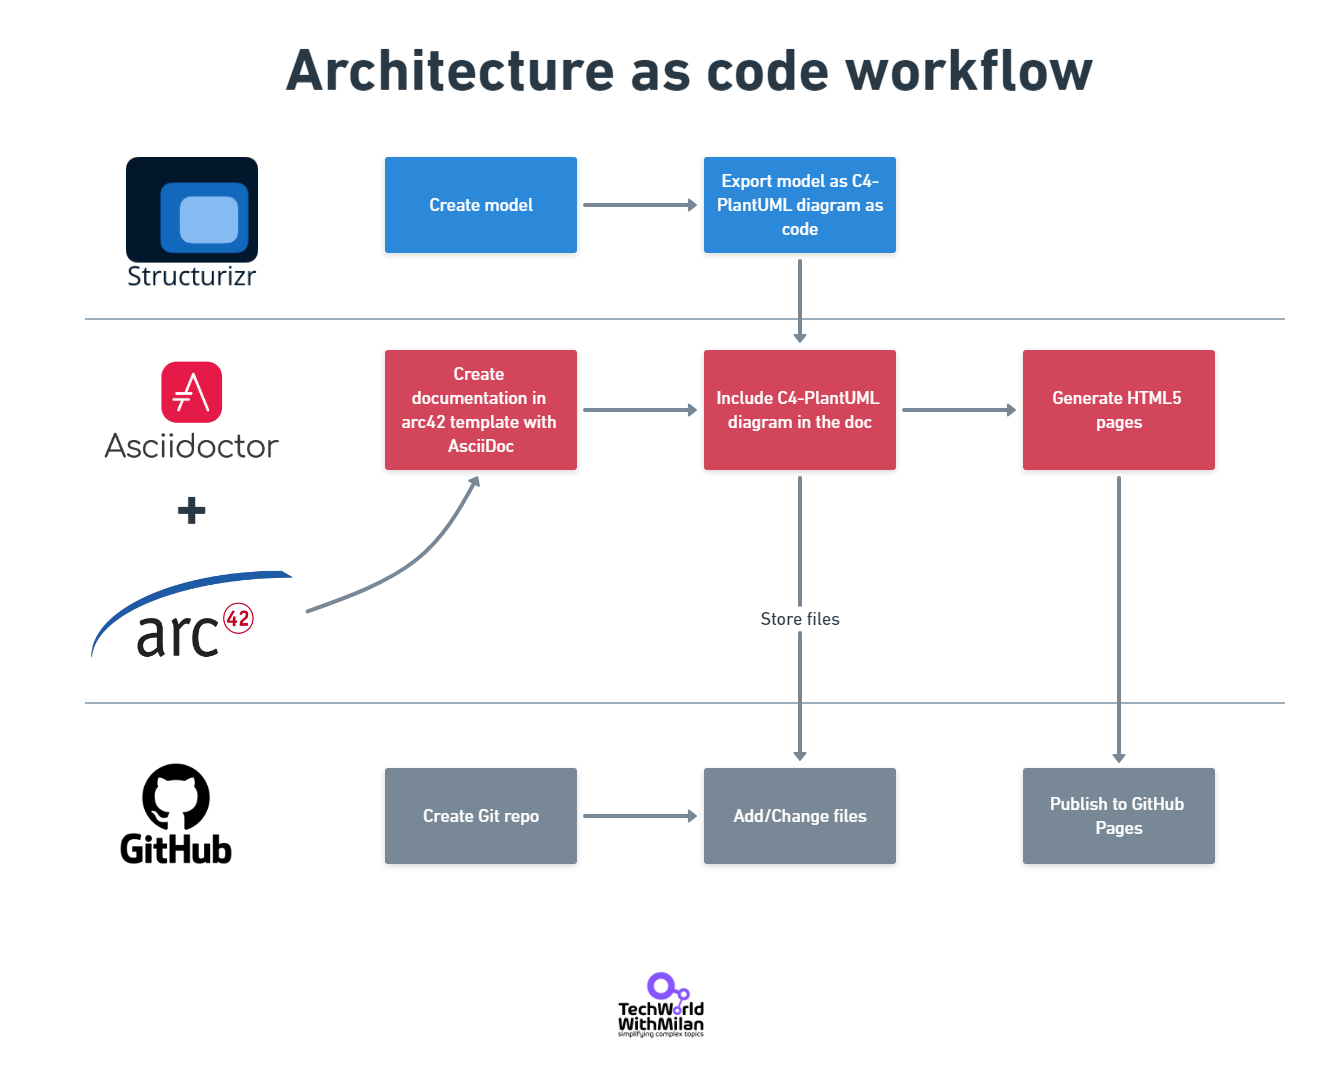 Architecture as code workflow
Structurizr
Create model
Export model as C4-
PlantUML diagram as
code
Asciidoctor
+
arc 42
Create
documentation in
arc42 template with
AsciiDoc
Include C4-PlantUML
diagram in the doc
Generate HTML5
pages
Store files
GitHub
Create Git repo
Add/Change files
Publish to GitHub
Pages
TechWorld
WithMilan
simplifying complex topics